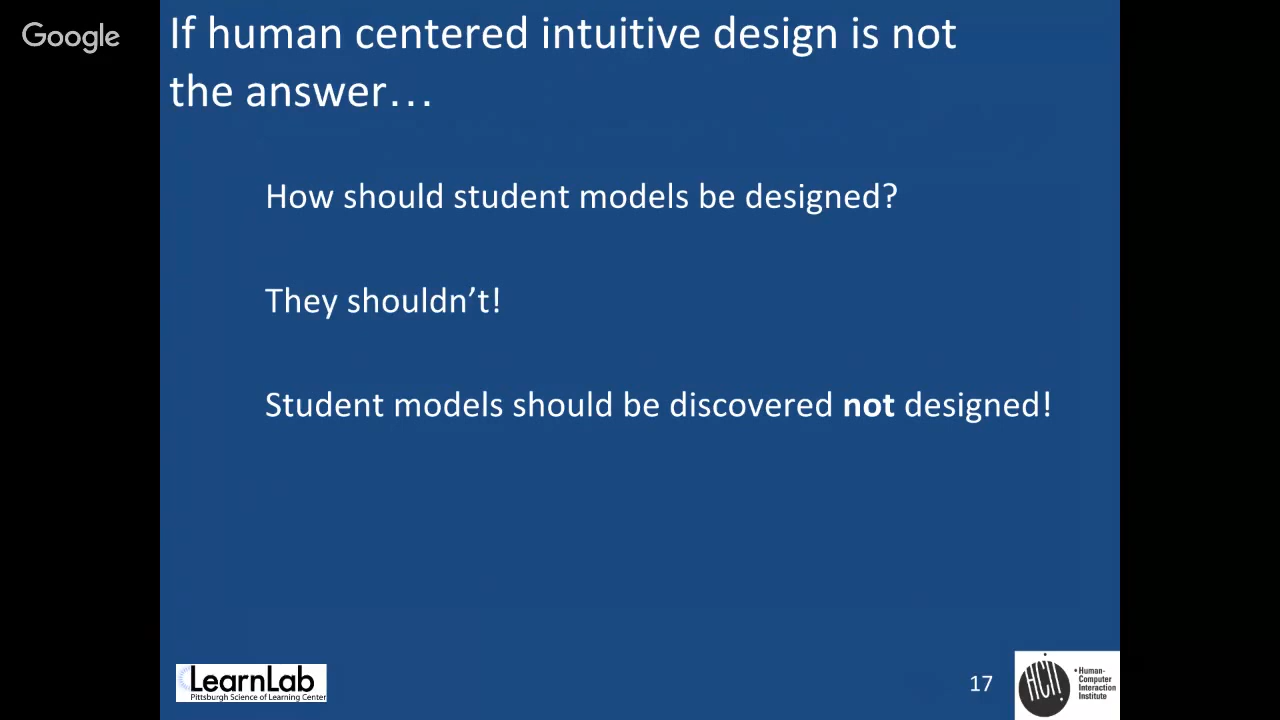 Google
If human centered intuitive design is not
the answer…
How should student models be designed?
They shouldn’t!
Student models should be discovered not designed!
LearnLab
Pittsburgh Science of Learning Center
17
HCII
• Human-
Computer
Interaction
Institute